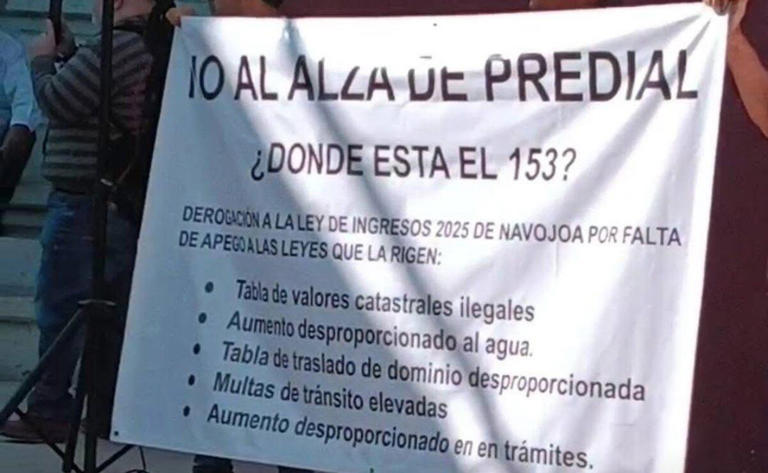 NO AL ALZA DE PREDIAL
¿DONDE ESTA EL 153?
DEROGACIÓN A LA LEY DE INGRESOS 2025 DE NAVOJOA POR FALTA
DE APEGO A LAS LEYES QUE LA RIGEN:
• Tabla de valores catastrales ilegales
• Aumento desproporcionado al agua.
• Tabla de traslado de dominio desproporcionada
• Multas de tránsito elevadas
• Aumento desproporcionado en en trámites.